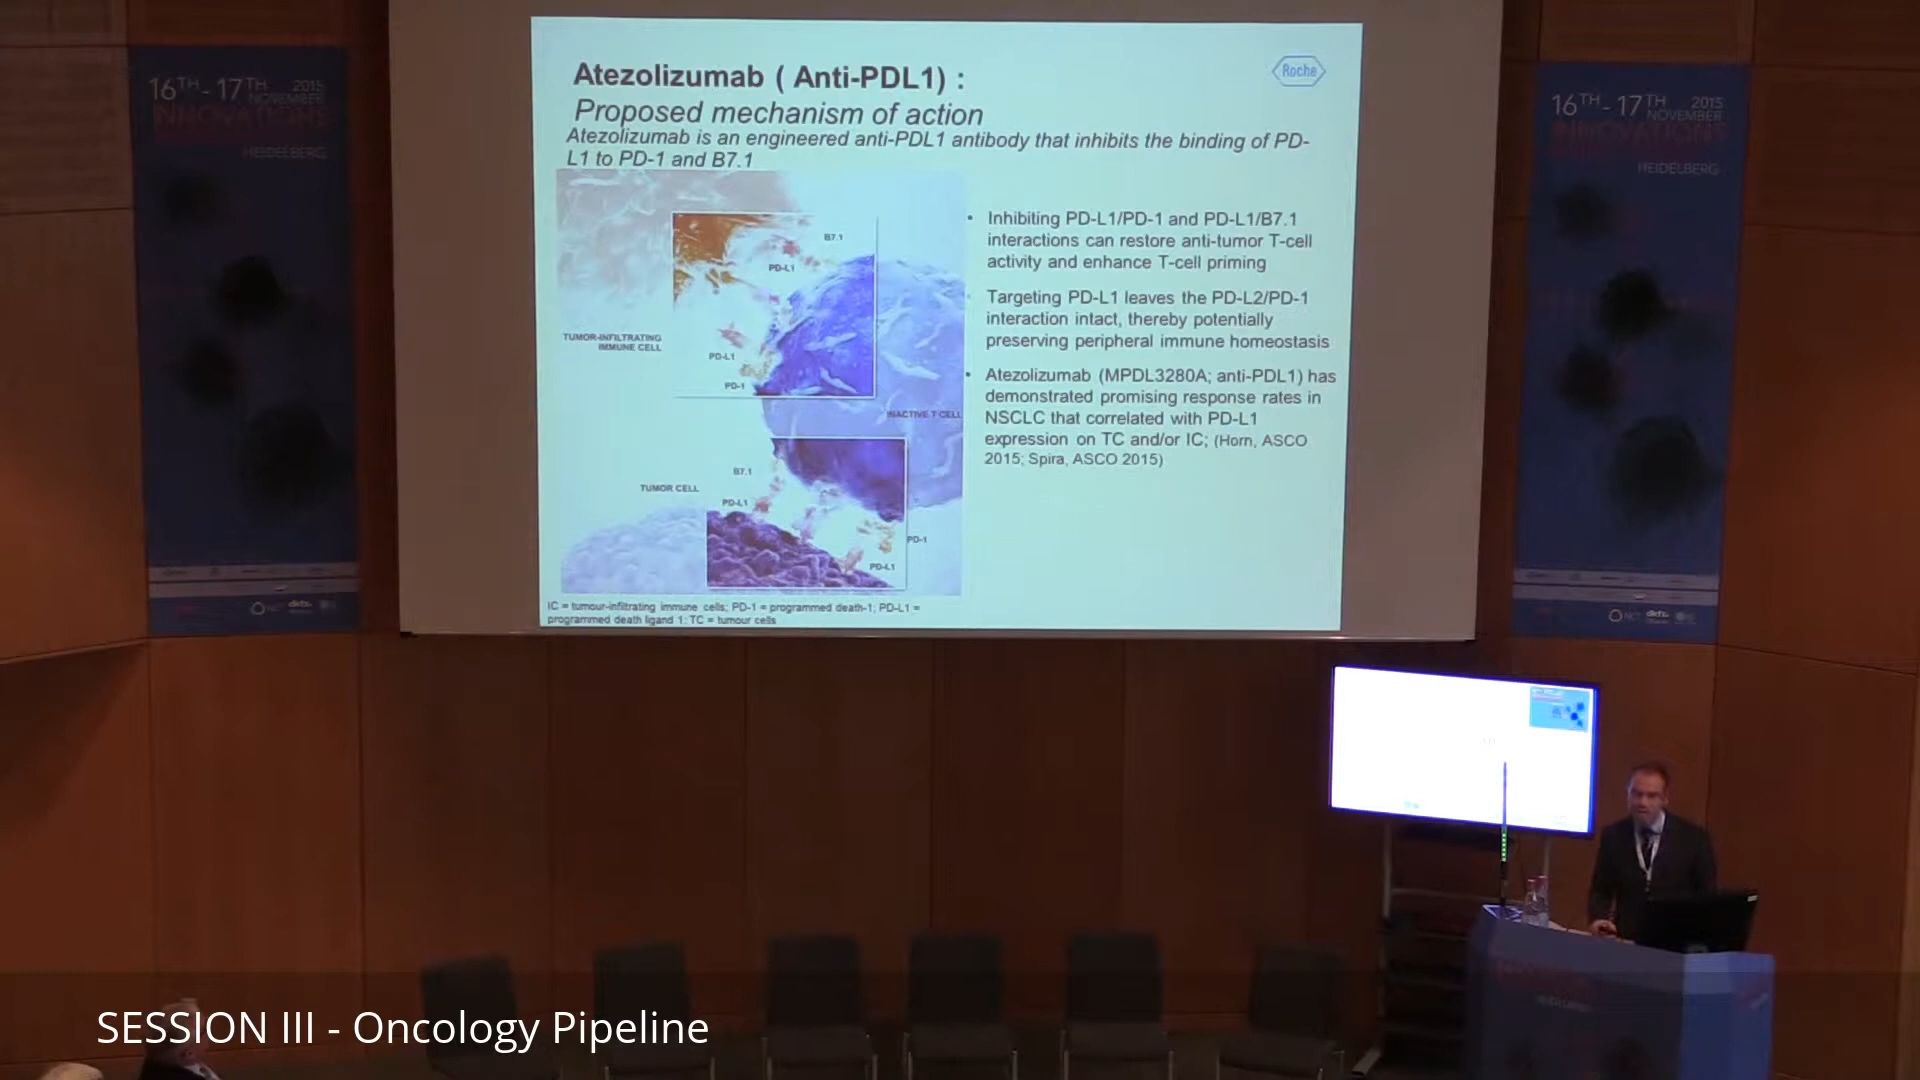 16TH - 17TH 2015
NOVEMBER
INNOVATIONS
HEIDELBERG
Atezolizumab ( Anti-PDL1) :
Roche
Proposed mechanism of action
Atezolizumab is an engineered anti-PDL1 antibody that inhibits the binding of PD-
L1 to PD-1 and B7.1
B7.1
PD-L1
TUMOR-INFILTRATING
IMMUNE CELL
PD-L1
PD-1
INACTIVE T CELL
B7.1
TUMOR CELL
PD-L1
PD-1
PD-L1
• Inhibiting PD-L1/PD-1 and PD-L1/B7.1
interactions can restore anti-tumor T-cell
activity and enhance T-cell priming
Targeting PD-L1 leaves the PD-L2/PD-1
interaction intact, thereby potentially
preserving peripheral immune homeostasis
• Atezolizumab (MPDL3280A; anti-PDL1) has
demonstrated promising response rates in
NSCLC that correlated with PD-L1
expression on TC and/or IC; (Horn, ASCO
2015; Spira, ASCO 2015)
IC = tumour-infiltrating immune cells; PD-1 = programmed death-1; PD-L1 =
programmed death ligand 1; TC = tumour cells
16TH - 17TH 2015
NOVEMBER
INNOVATIONS
HEIDELBERG
dkfz.
NCT
dkfz.
SESSION III - Oncology Pipeline